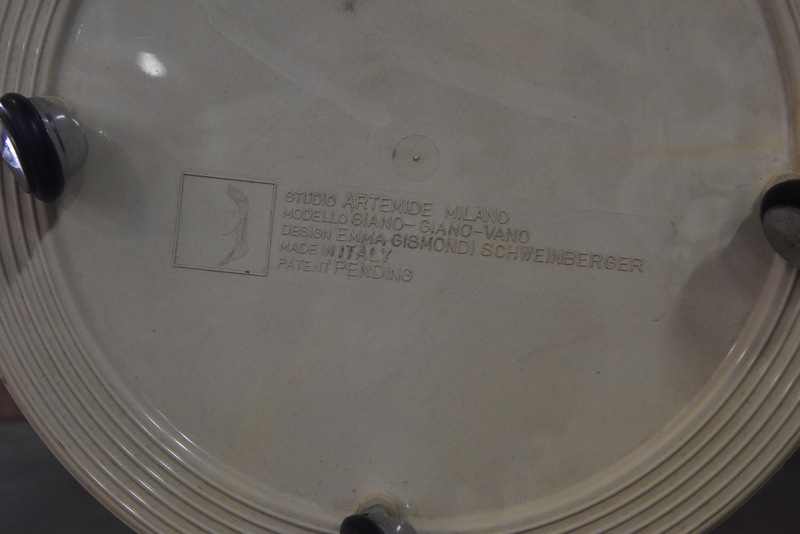 STUDIO ARTEMIDE MILANO
MODELLO GIANO-GIANO-VANO
DESIGN EMMA GISMONDI SCHWEINBERGER
MADE IN ITALY
PATENT PENDING